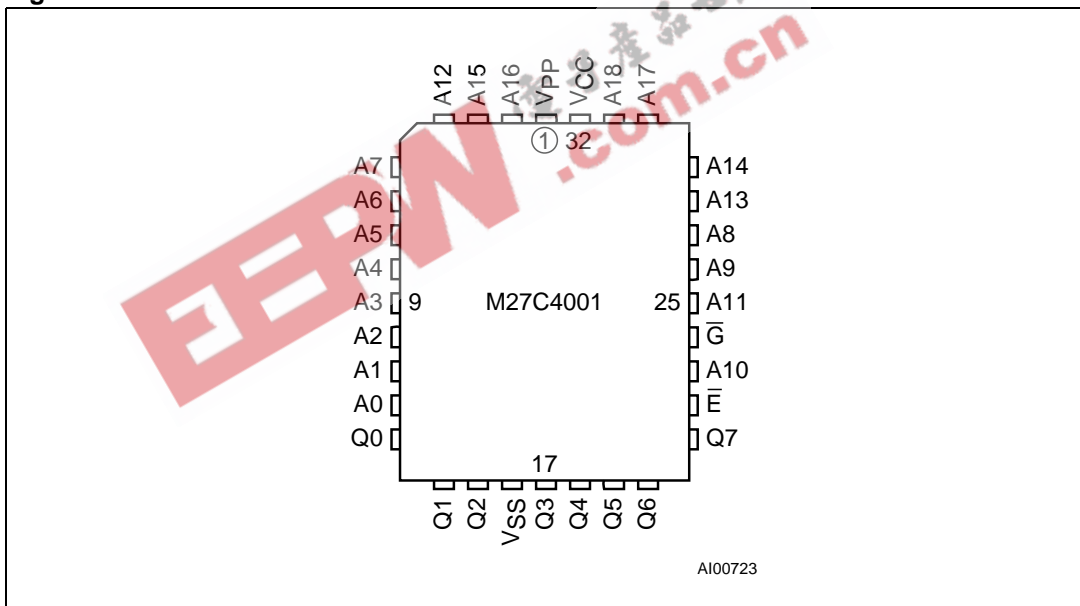 A12 A15 A16 VPP VCC A18 A17
1 32
A7 A14
A6 A13
A5 A8
A4 A9
A3 9 M27C4001 25 A11
A2 G̅
A1 A10
A0 E̅
Q0 Q7
17
Q1 Q2 VSS Q3 Q4 Q5 Q6
AI00723
EEPW .com.cn